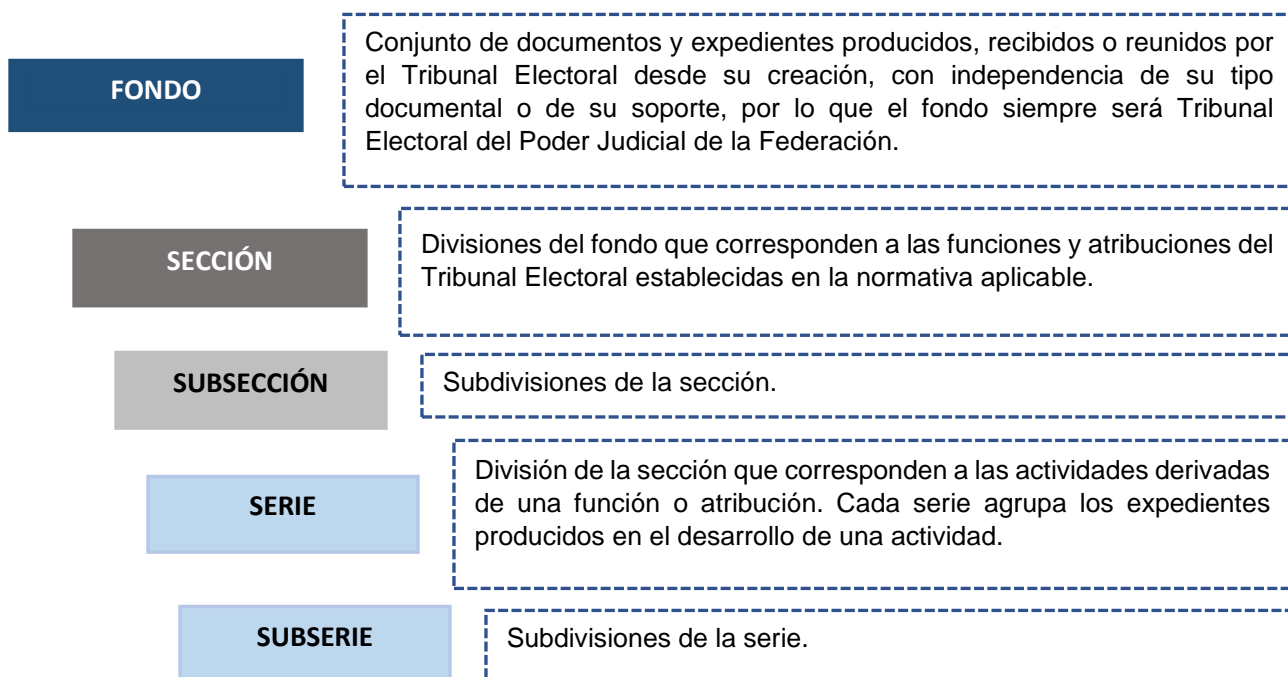 FONDO
Conjunto de documentos y expedientes producidos, recibidos o reunidos por
el Tribunal Electoral desde su creación, con independencia de su tipo
documental o de su soporte, por lo que el fondo siempre será Tribunal
Electoral del Poder Judicial de la Federación.
SECCIÓN
Divisiones del fondo que corresponden a las funciones y atribuciones del
Tribunal Electoral establecidas en la normativa aplicable.
SUBSECCIÓN
Subdivisiones de la sección.
SERIE
División de la sección que corresponden a las actividades derivadas
de una función o atribución. Cada serie agrupa los expedientes
producidos en el desarrollo de una actividad.
SUBSERIE
Subdivisiones de la serie.